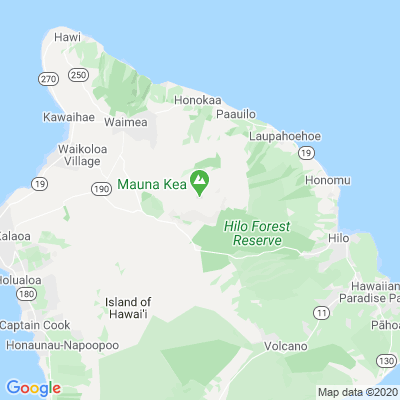 Hawi
270
250
Honokaa
Kawaihae
Waimea
Paauilo
Laupahoehoe
19
Waikoloa
Village
19
190
Mauna Kea
Honomu
Hilo Forest
Reserve
Kalaoa
Hilo
Holualoa
180
Hawaiian
Paradise Pa
Island of
Hawai'i
11
Captain Cook
Pāho
Honaunau-Napoopoo
Volcano
130
Google
Map data ©2020